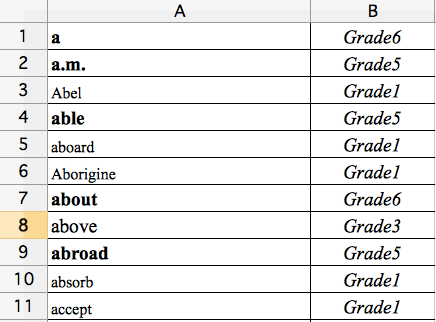 A B
1 a Grade6
2 a.m. Grade5
3 Abel Grade1
4 able Grade5
5 aboard Grade1
6 Aborigine Grade1
7 about Grade6
8 above Grade3
9 abroad Grade5
10 absorb Grade1
11 accept Grade1